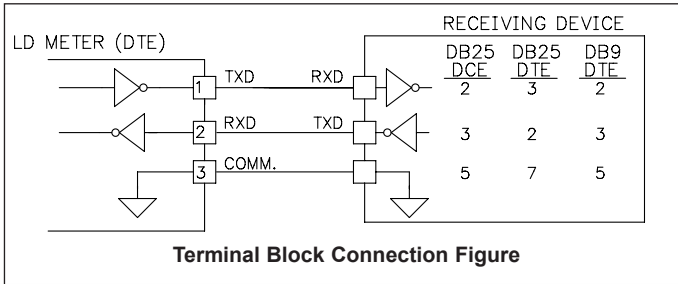 RECEIVING DEVICE
LD METER (DTE)
DB25 DB25 DB9
DCE DTE DTE
1 TXD RXD 2 3 2
2 RXD TXD 3 2 3
3 COMM. 5 7 5
Terminal Block Connection Figure